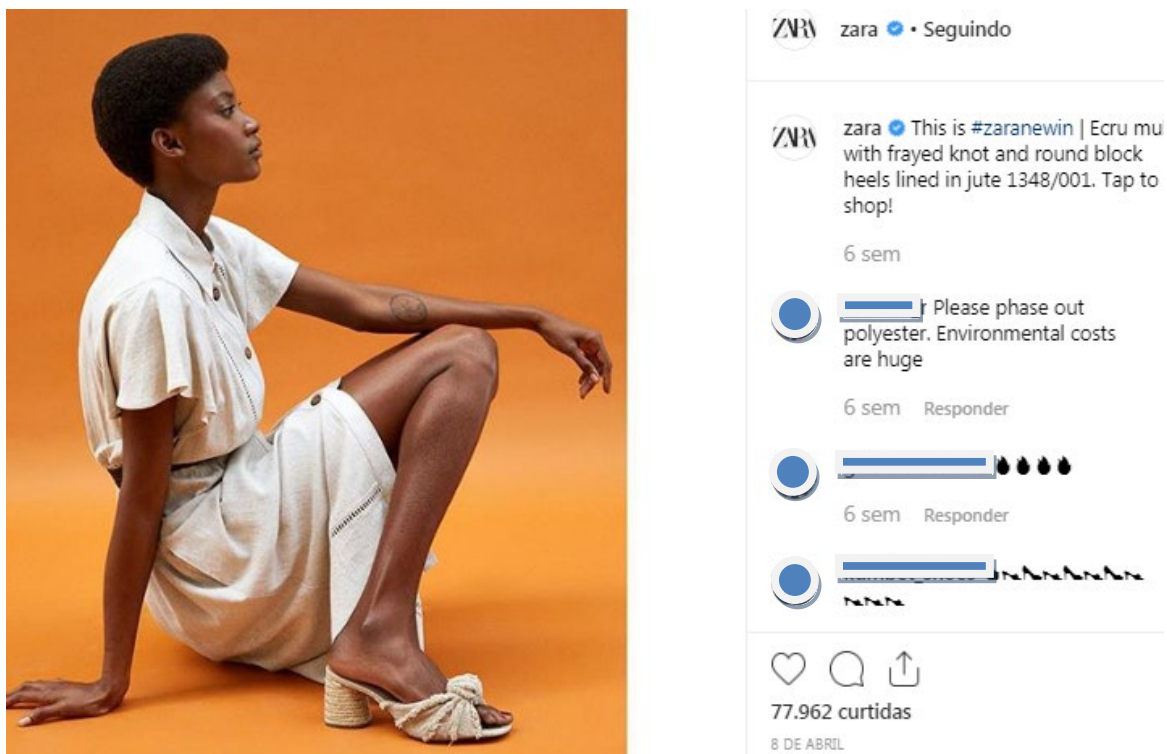 ZARA zara • Seguindo
ZARA zara This is #zaranewin | Ecru mul
with frayed knot and round block
heels lined in jute 1348/001. Tap to
shop!
6 sem
Please phase out
polyester. Environmental costs
are huge
6 sem Responder
6 sem Responder
77.962 curtidas
8 DE ABRIL